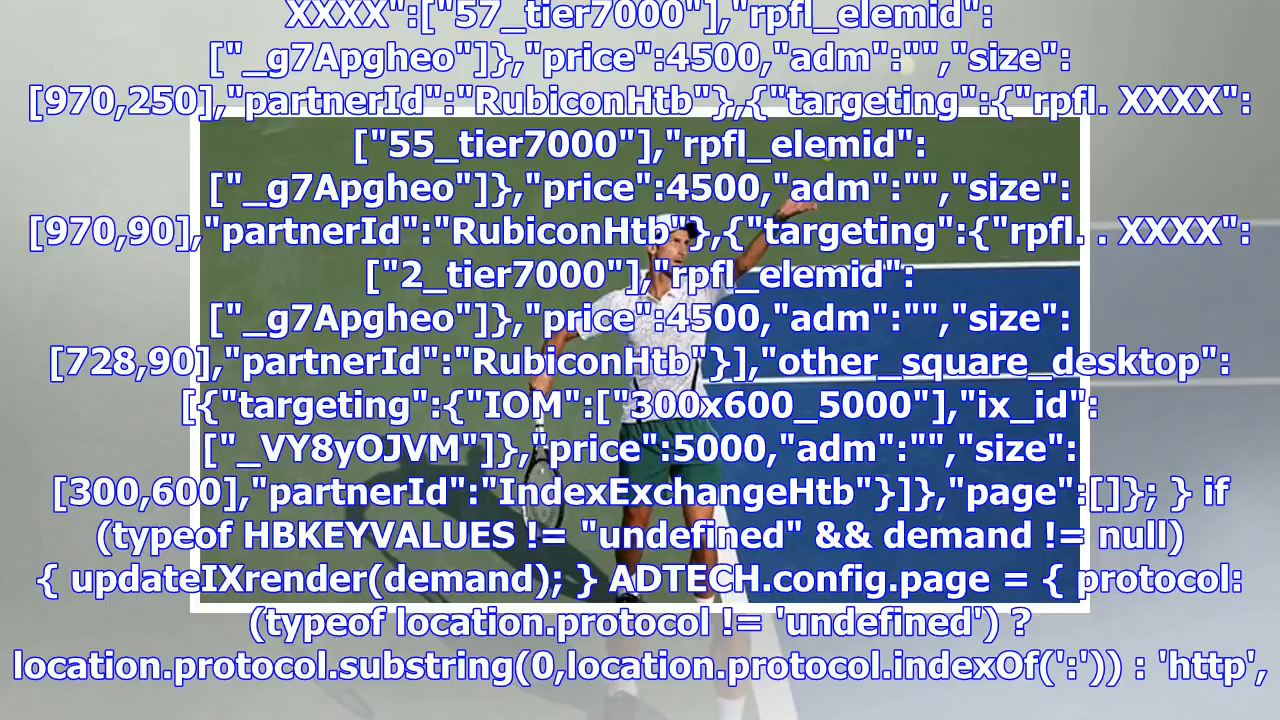 XXXX":["57_tier7000"],"rpfl_elemid":
["_g7Apgheo"]},"price":4500,"adm":"","size":
[970,250],"partnerId":"RubiconHtb"},{"targeting":{"rpfl. XXXX":
["55_tier7000"],"rpfl_elemid":
["_g7Apgheo"]},"price":4500,"adm":"","size":
[970,90],"partnerId":"RubiconHtb"},{"targeting":{"rpfl. . XXXX":
["2_tier7000"],"rpfl_elemid":
["_g7Apgheo"]},"price":4500,"adm":"","size":
[728,90],"partnerId":"RubiconHtb"}],"other_square_desktop":
[{"targeting":{"IOM":["300x600_5000"],"ix_id":
["_VY8yOJVM"]},"price":5000,"adm":"","size":
[300,600],"partnerId":"IndexExchangeHtb"}]},"page":[]}; } if
(typeof HBKEYVALUES != "undefined" && demand != null)
{ updateIXrender(demand); } ADTECH.config.page = { protocol:
(typeof location.protocol != 'undefined') ?
location.protocol.substring(0,location.protocol.indexOf(':')) : 'http',